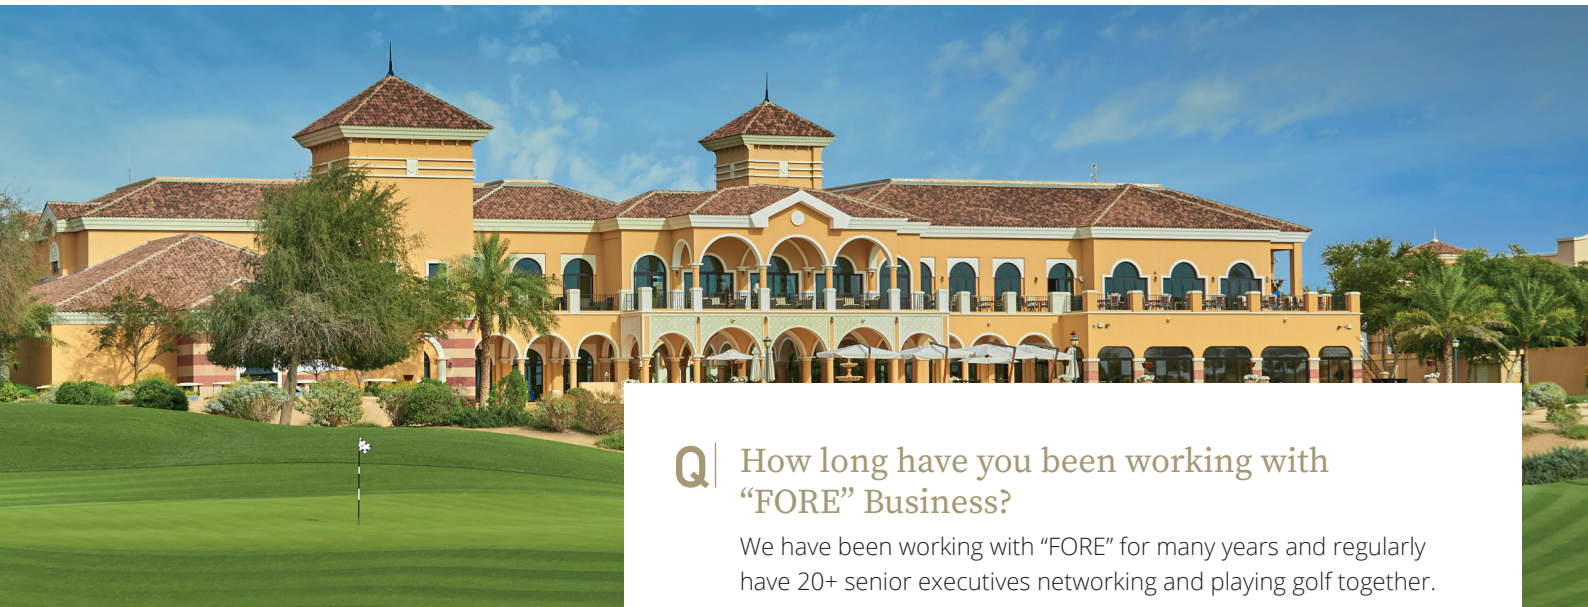 Q
How long have you been working with
“FORE” Business?
We have been working with “FORE” for many years and regularly
have 20+ senior executives networking and playing golf together.